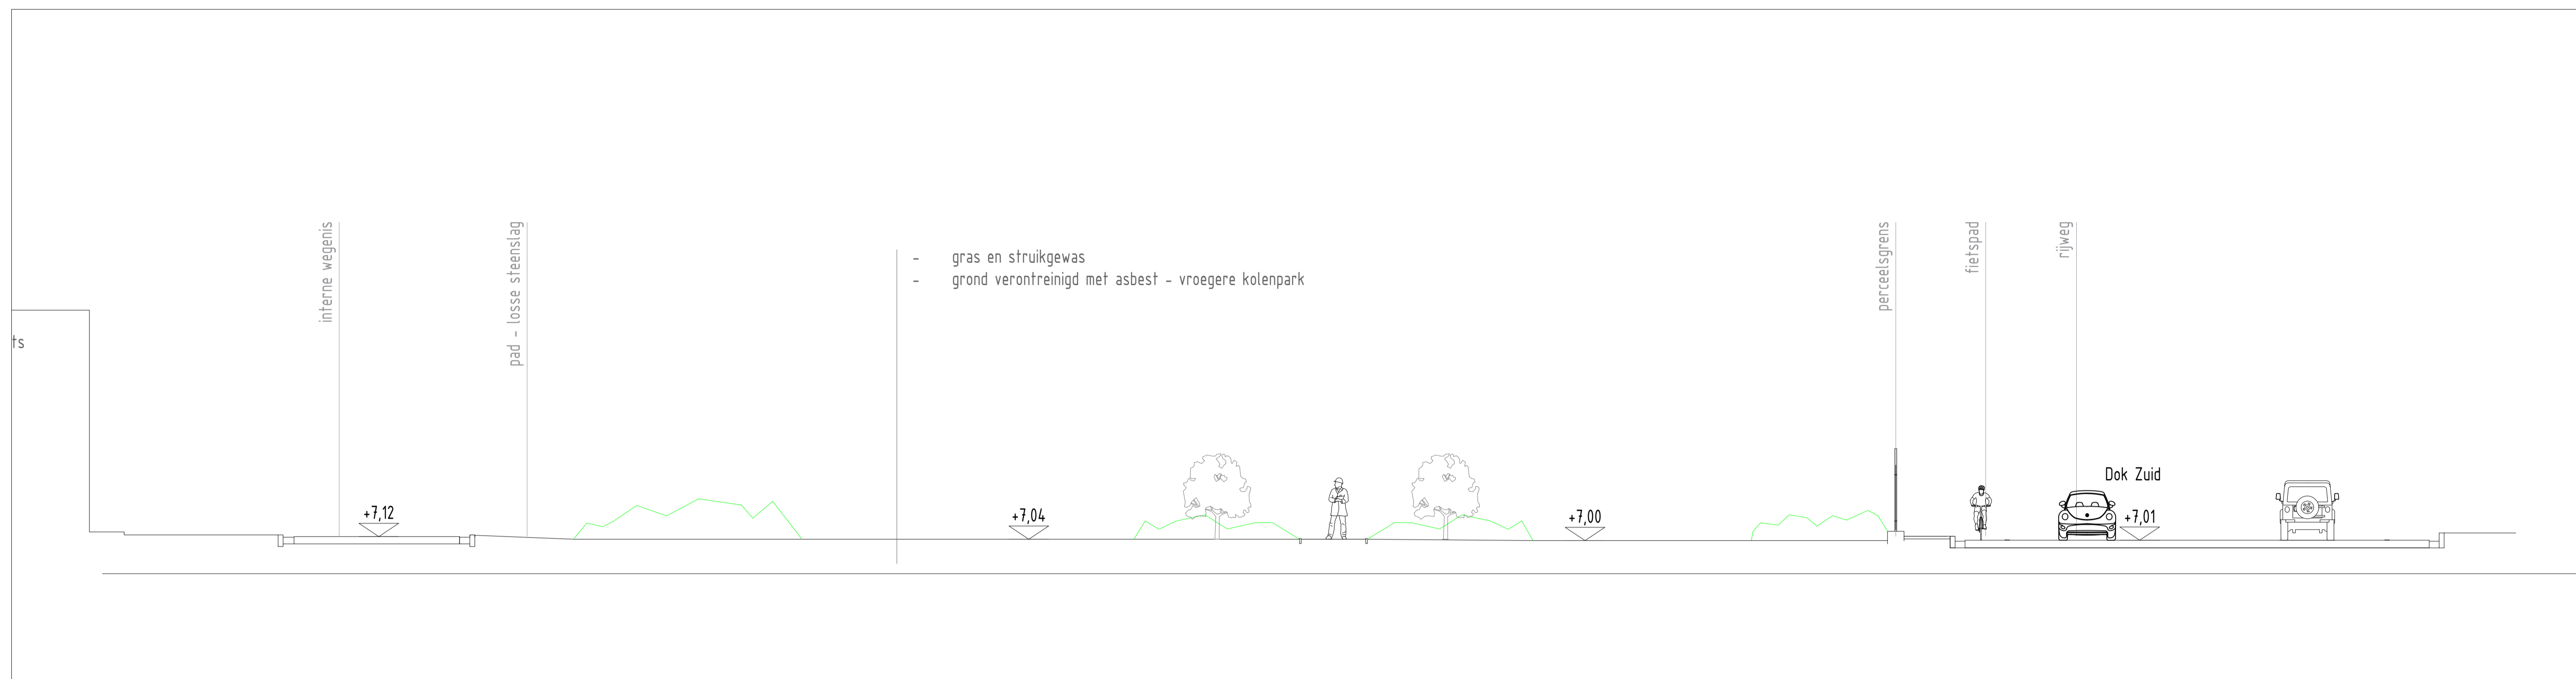 interne wegenis
pad - losse steenslag
- gras en struikgewas
- grond verontreinigd met asbest - vroegere kolenpark
perceelsgrens
fietspad
rijweg
ts
Dok Zuid
+7,12
+7,04
+7,00
+7,01